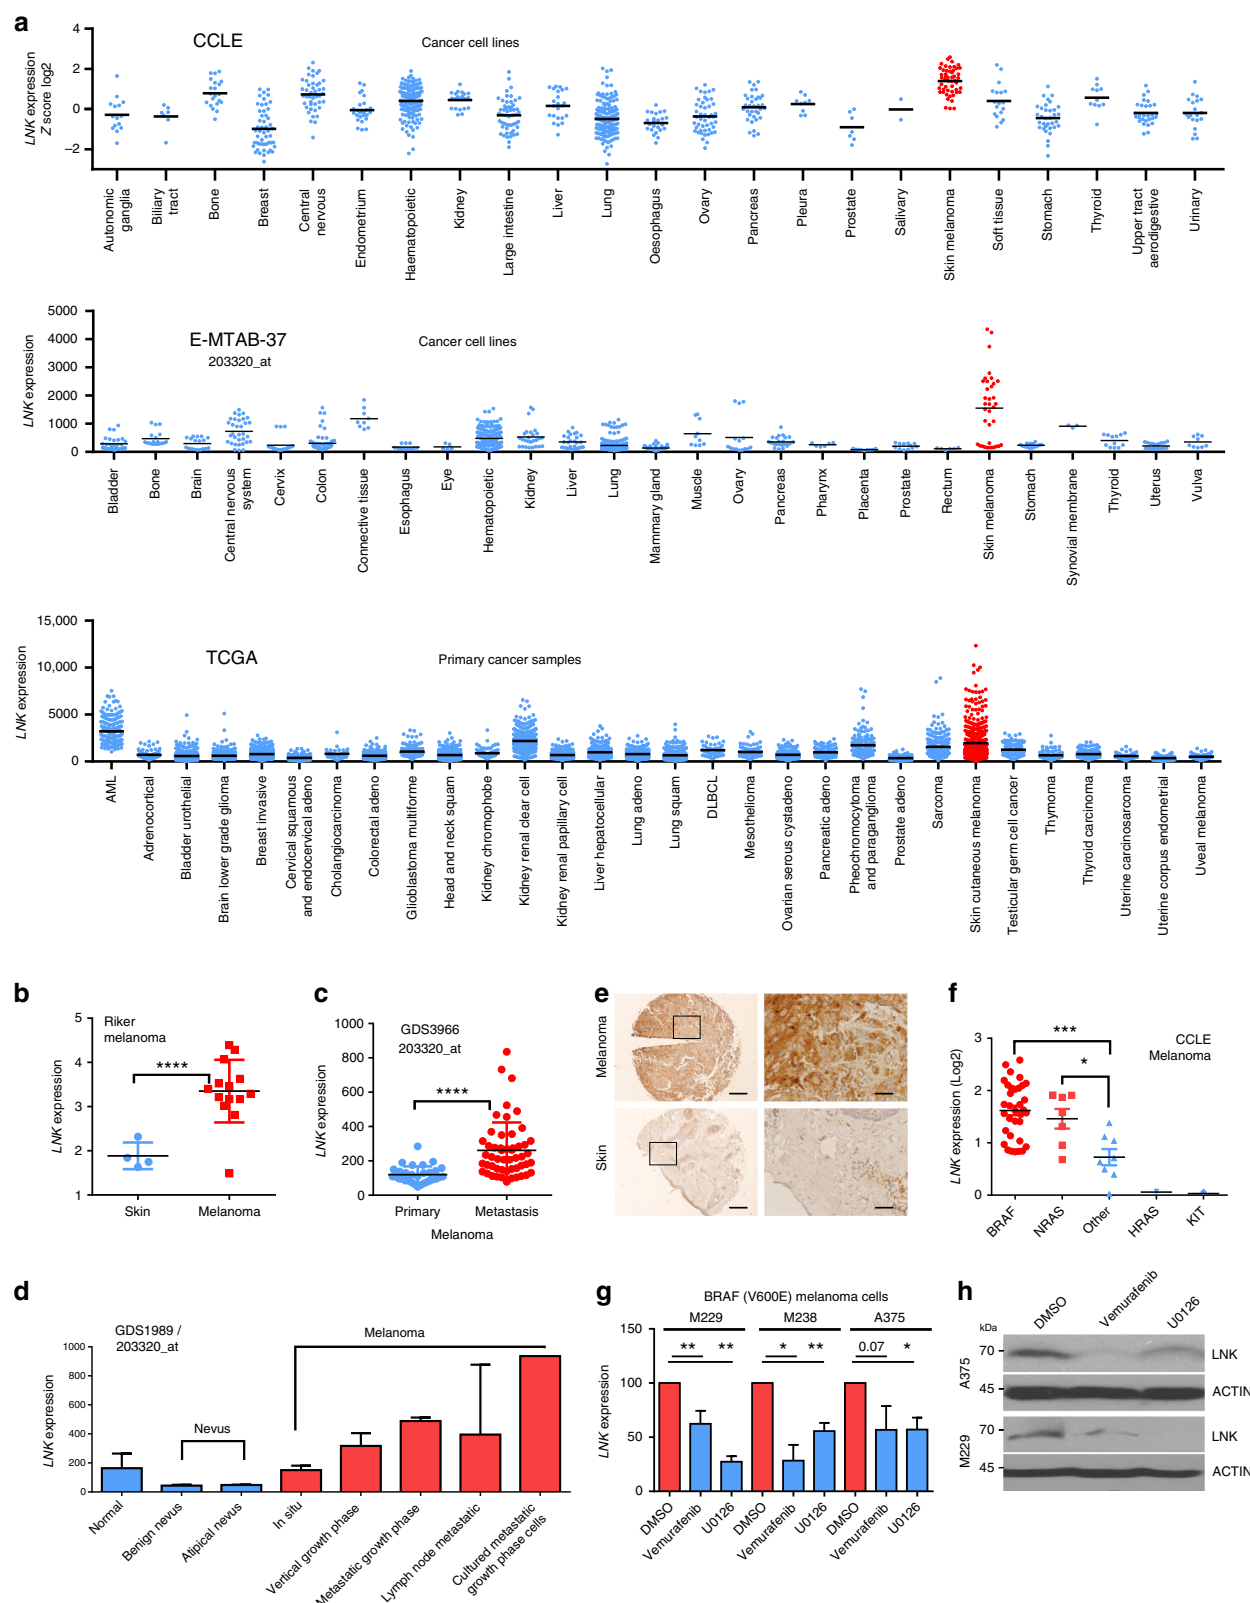 a
CCLE
Cancer cell lines
LNK expression
Z score log2
4
2
0
−2
Autonomic ganglia
Biliary tract
Bone
Breast
Central nervous
Endometrium
Haematopoietic
Kidney
Large intestine
Liver
Lung
Oesophagus
Ovary
Pancreas
Pleura
Prostate
Salivary
Skin melanoma
Soft tissue
Stomach
Thyroid
Upper tract aerodigestive
Urinary
E-MTAB-37
203320_at
Cancer cell lines
LNK expression
5000
4000
3000
2000
1000
0
Bladder
Bone
Brain
Central nervous system
Cervix
Colon
Connective tissue
Esophagus
Eye
Hematopoietic
Kidney
Liver
Lung
Mammary gland
Muscle
Ovary
Pancreas
Pharynx
Placenta
Prostate
Rectum
Skin melanoma
Stomach
Synovial membrane
Thyroid
Uterus
Vulva
TCGA
Primary cancer samples
LNK expression
15,000
10,000
5000
0
AML
Adrenocortical
Bladder urothelial
Brain lower grade glioma
Breast invasive
Cervical squamous and endocervical adeno
Cholangiocarcinoma
Colorectal adeno
Glioblastoma multiforme
Head and neck squam
Kidney chromophobe
Kidney renal clear cell
Kidney renal papillary cell
Liver hepatocellular
Lung adeno
Lung squam
DLBCL
Mesothelioma
Ovarian serous cystadeno
Pancreatic adeno
Pheochromocytoma and paraganglioma
Prostate adeno
Sarcoma
Skin cutaneous melanoma
Testicular germ cell cancer
Thymoma
Thyroid carcinoma
Uterine carcinosarcoma
Uterine corpus endometrial
Uveal melanoma
b
Riker
melanoma
****
LNK expression
5
4
3
2
1
Skin
Melanoma
c
GDS3966
203320_at
****
LNK expression
1000
800
600
400
200
0
Primary
Metastasis
Melanoma
e
Melanoma
Skin
f
CCLE
Melanoma
***
*
LNK expression (Log2)
3
2
1
0
BRAF
NRAS
Other
HRAS
KIT
d
GDS1989 /
203320_at
Melanoma
Nevus
LNK expression
1000
800
600
400
200
0
Normal
Benign nevus
Atipical nevus
In situ
Vertical growth phase
Metastatic growth phase
Lymph node metastatic
Cultured metastatic
growth phase cells
g
BRAF (V600E) melanoma cells
M229
M238
A375
** **
* **
0.07 *
LNK expression
150
100
50
0
DMSO
Vemurafenib
U0126
DMSO
Vemurafenib
U0126
DMSO
Vemurafenib
U0126
h
DMSO
Vemurafenib
U0126
kDa
A375
70
LNK
45
ACTIN
M229
70
LNK
45
ACTIN